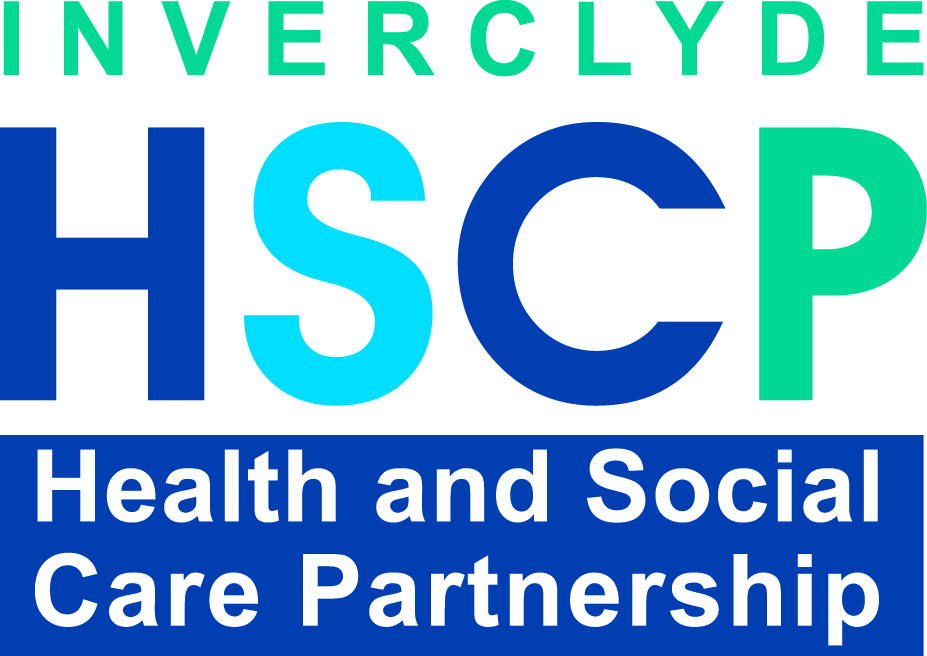 INVERCLYDE
HSCP
Health and Social
Care Partnership